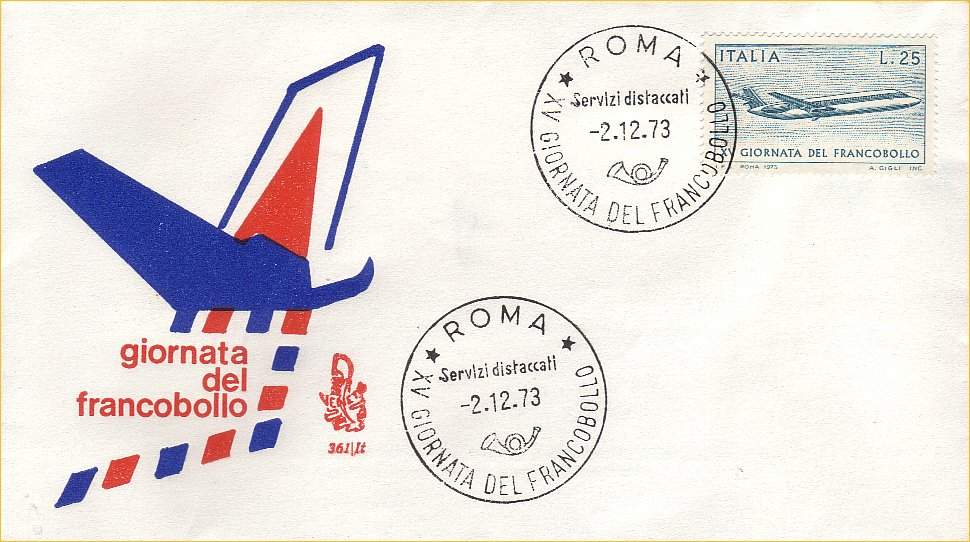 ROMA
Servizi distaccati
-2.12.73
XV GIORNATA DEL FRANCOBOLLO
ITALIA L.25
XV GIORNATA DEL FRANCOBOLLO
ROMA 1973 A. GIGLI INC.
giornata
del
francobollo
361|It
ROMA
Servizi distaccati
-2.12.73
XV GIORNATA DEL FRANCOBOLLO